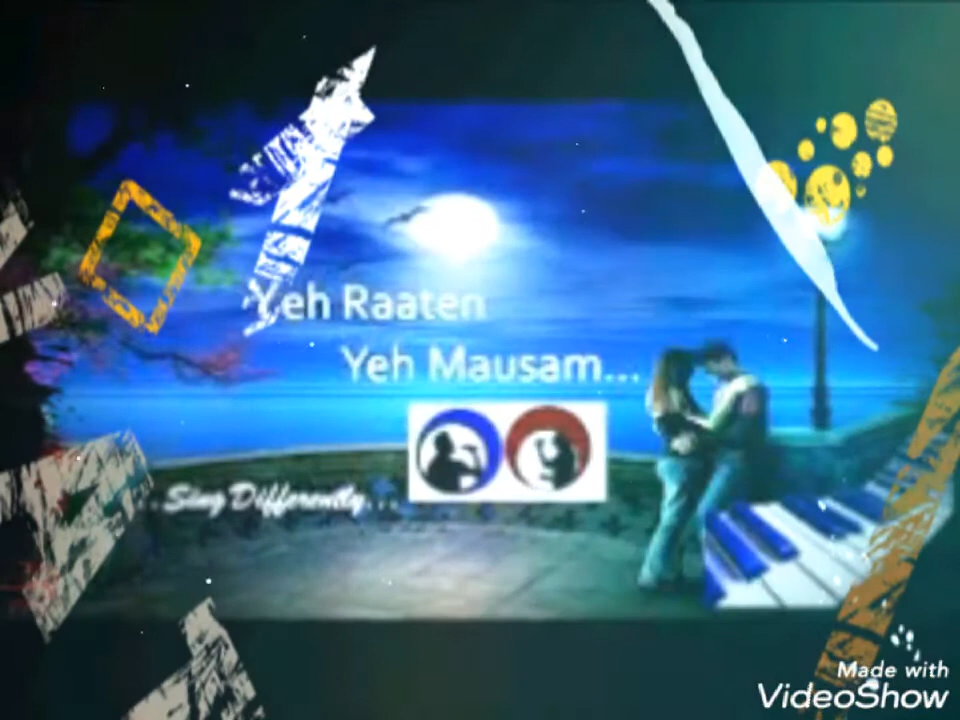 Yeh Raaten
Yeh Mausam...
..Sing Differently...
Made with
VideoShow